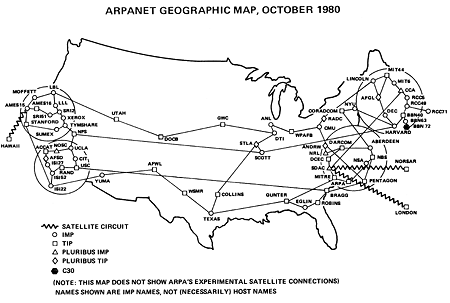 ARPANET GEOGRAPHIC MAP, OCTOBER 1980
MOFFETT
LBL
AMES15
AMES16
LLL
SRI2
SRI51
XEROX
STANFORD
TYMSHARE
SUMEX
NPS
HAWAII
ACCAT
NOSC
UCLA
AFSD
CIT
ISI27
USC
RAND
ISI52
ISI22
YUMA
UTAH
DOCB
GWC
AFWL
WSMR
TEXAS
COLLINS
ANL
DTI
STLA
SCOTT
WPAFB
GUNTER
EGLIN
ROBINS
BRAGG
LINCOLN
MIT44
MIT6
CCA
RCC5
AFGL
RCC49
RCC71
DEC
BBN40
BBN63
BBN 72
HARVARD
NYU
CORADCOM
RADC
CMU
ABERDEEN
DARCOM
ANDRW
NRL
DCEC
NBS
NSA
SDAC
NORSAR
MITRE
ARPA
PENTAGON
LONDON
SATELLITE CIRCUIT
IMP
TIP
PLURIBUS IMP
PLURIBUS TIP
C30
(NOTE: THIS MAP DOES NOT SHOW ARPA'S EXPERIMENTAL SATELLITE CONNECTIONS)
NAMES SHOWN ARE IMP NAMES, NOT (NECESSARILY) HOST NAMES